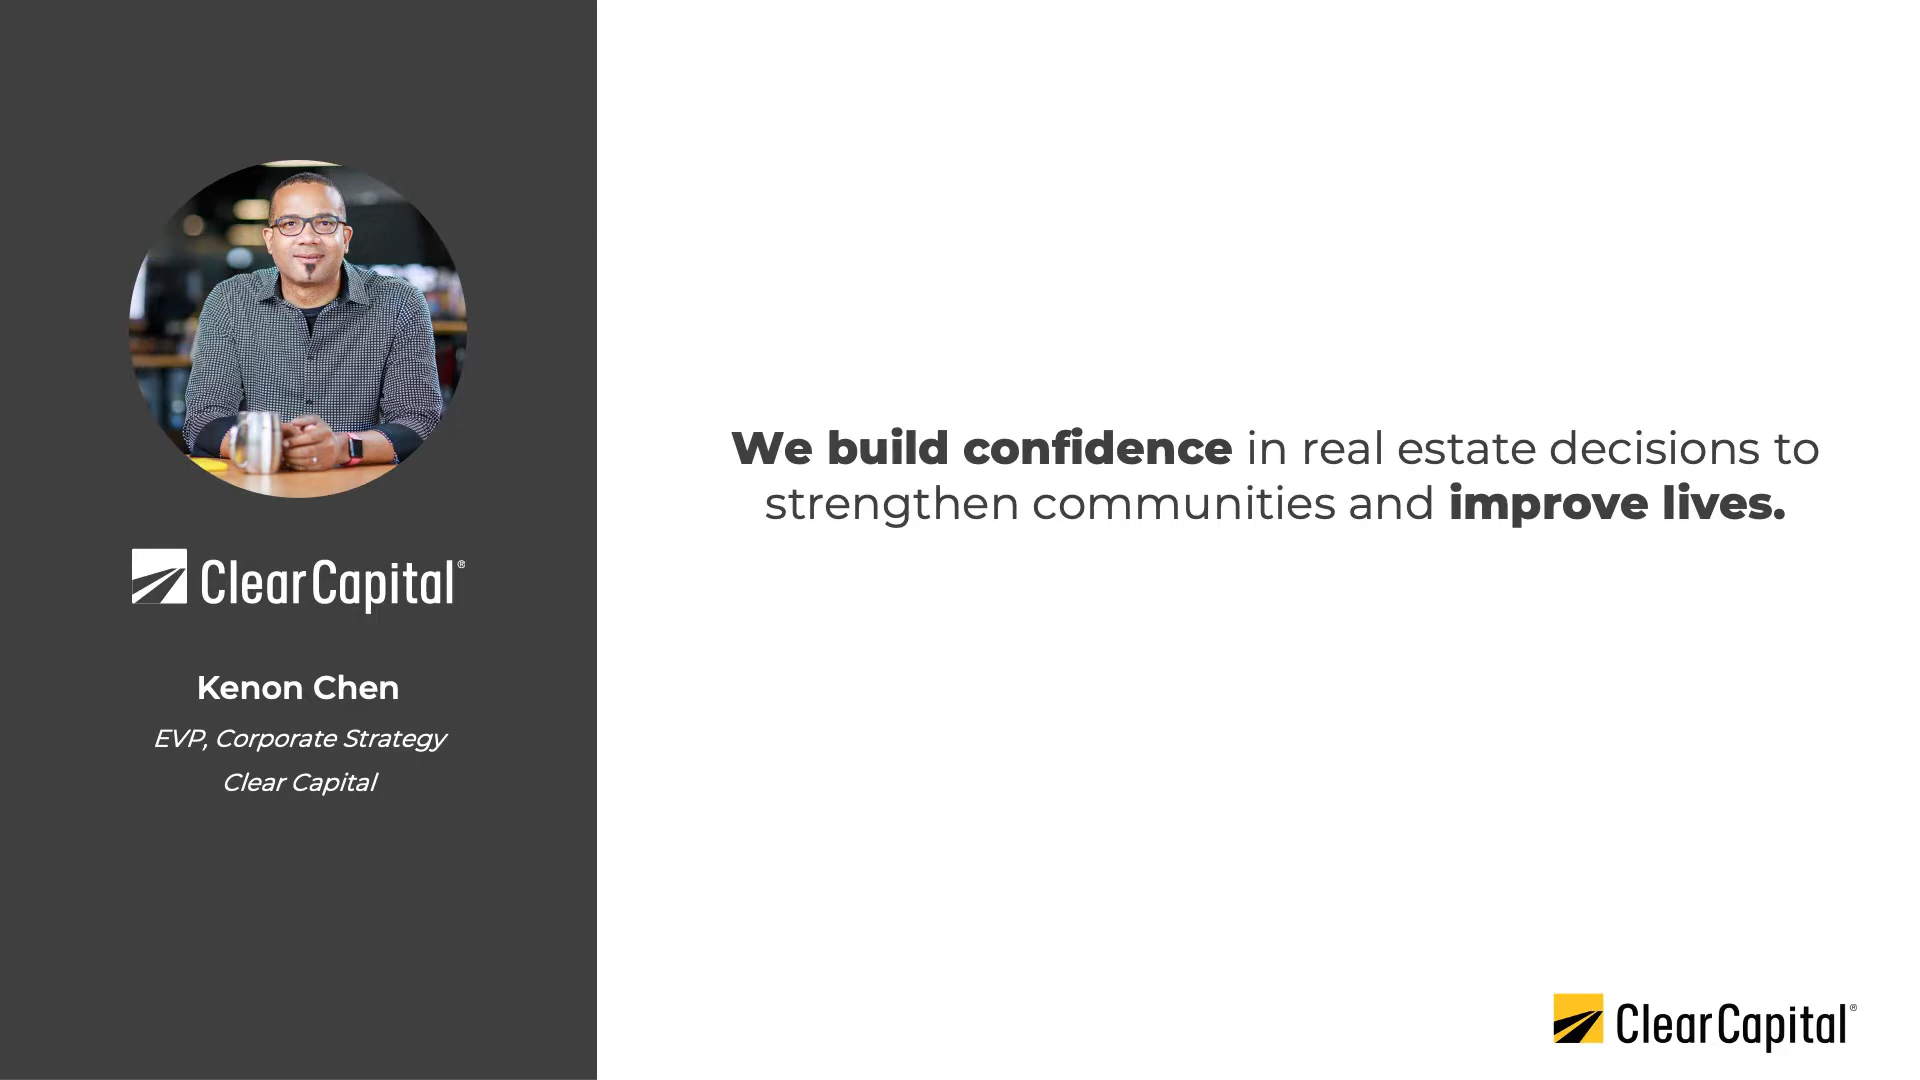 ClearCapital®
Kenon Chen
EVP, Corporate Strategy
Clear Capital
We build confidence in real estate decisions to
strengthen communities and improve lives.
ClearCapital®